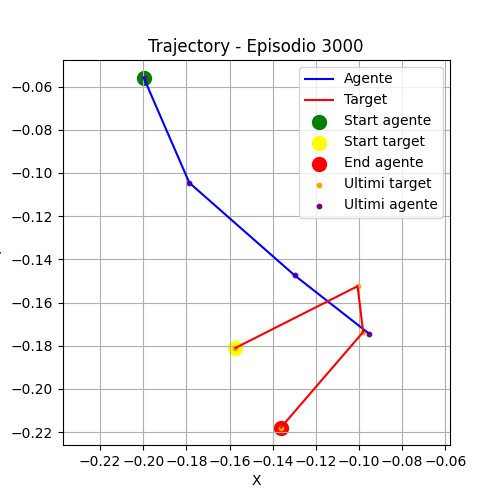 Trajectory - Episodio 3000
Agente
Target
Start agente
Start target
End agente
Ultimi target
Ultimi agente
−0.06
−0.08
−0.10
−0.12
−0.14
−0.16
−0.18
−0.20
−0.22
−0.22 −0.20 −0.18 −0.16 −0.14 −0.12 −0.10 −0.08 −0.06
X